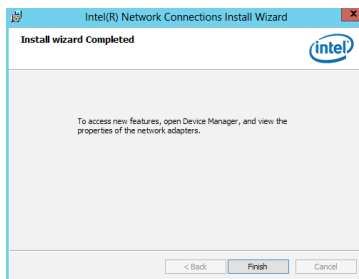 Intel(R) Network Connections Install Wizard
x
Install wizard Completed
intel
To access new features, open Device Manager, and view the
properties of the network adapters.
< Back
Finish
Cancel